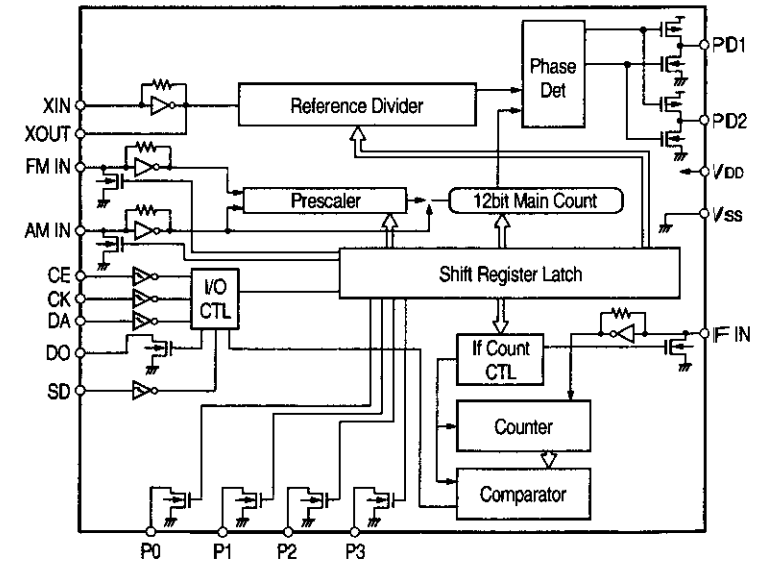 PD1
Phase
Det
XIN
Reference Divider
XOUT
PD2
FM IN
VDD
Prescaler
12bit Main Count
AM IN
VSS
CE
I/O
CTL
Shift Register Latch
CK
DA
DO
If Count
CTL
IF IN
SD
Counter
Comparator
P0
P1
P2
P3